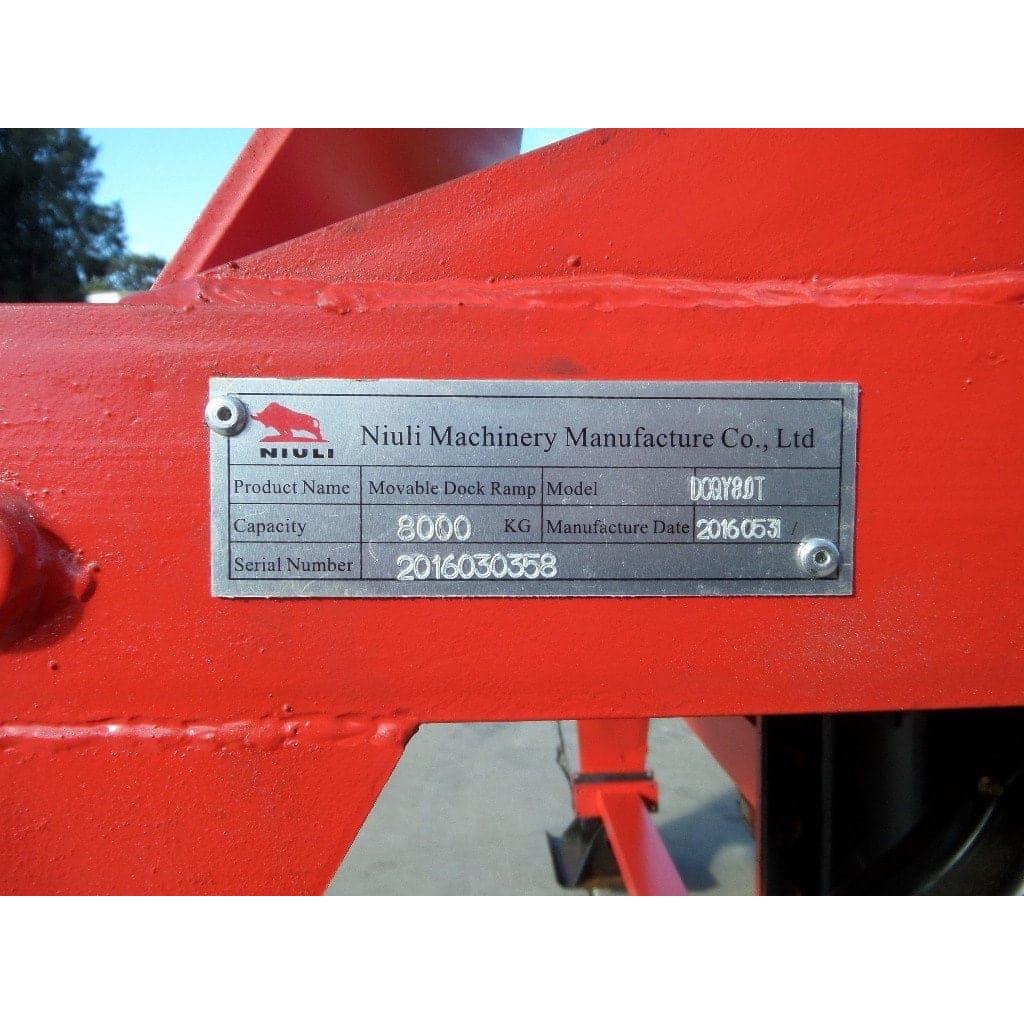 NIULI
Niuli Machinery Manufacture Co., Ltd
Product Name Movable Dock Ramp Model DCQY8.0T
Capacity 8000 KG Manufacture Date 20160531 /
Serial Number 2016030358